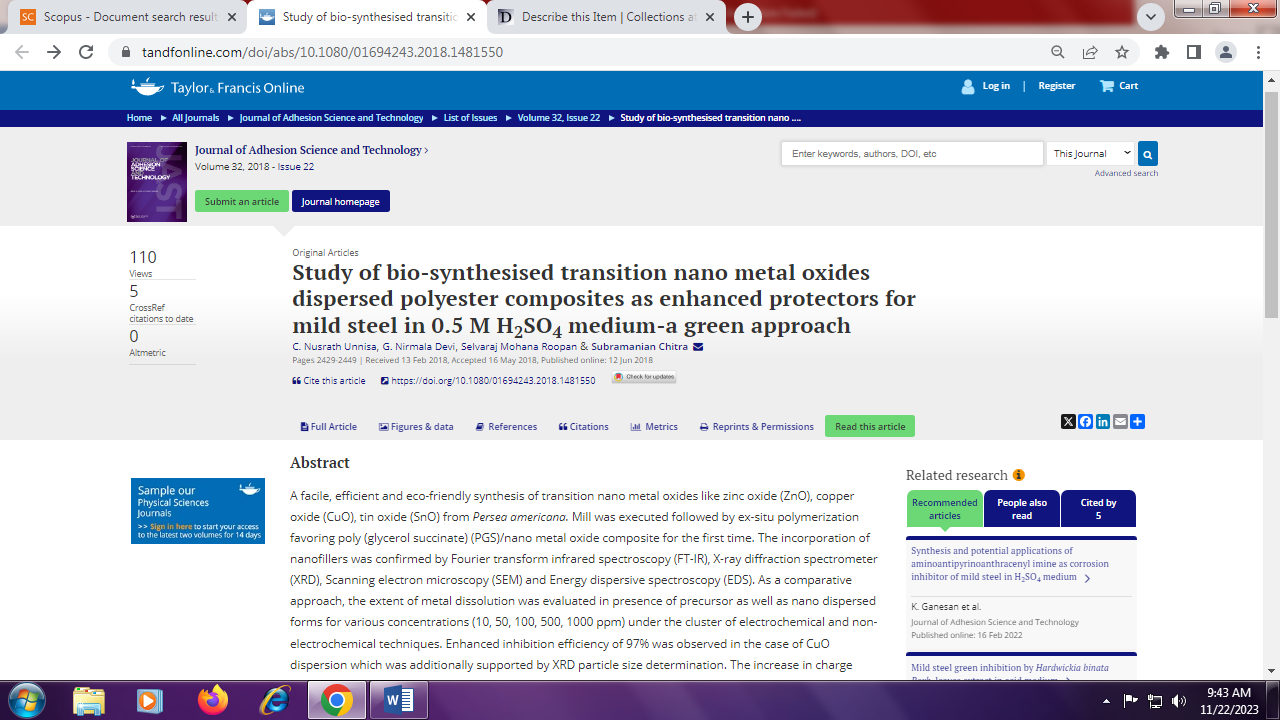 Scopus - Document search result
Study of bio-synthesised transitio
Describe this Item | Collections a
tandfonline.com/doi/abs/10.1080/01694243.2018.1481550
Taylor & Francis Online
Log in | Register Cart
Home All Journals Journal of Adhesion Science and Technology List of Issues Volume 32, Issue 22 Study of bio-synthesised transition nano ....
JOURNAL OF ADHESION SCIENCE AND TECHNOLOGY
JAST
Journal of Adhesion Science and Technology ›
Volume 32, 2018 - Issue 22
Enter keywords, authors, DOI, etc
This Journal
Advanced search
Submit an article
Journal homepage
110
Views
5
CrossRef
citations to date
0
Altmetric
Original Articles
Study of bio-synthesised transition nano metal oxides
dispersed polyester composites as enhanced protectors for
mild steel in 0.5 M H₂SO₄ medium-a green approach
C. Nusrath Unnisa, G. Nirmala Devi, Selvaraj Mohana Roopan & Subramanian Chitra
Pages 2429-2449 | Received 13 Feb 2018, Accepted 16 May 2018, Published online: 12 Jun 2018
Cite this article https://doi.org/10.1080/01694243.2018.1481550 Check for updates
Full Article Figures & data References Citations Metrics Reprints & Permissions Read this article
Sample our
Physical Sciences
Journals
>> Sign in here to start your access
to the latest two volumes for 14 days
Abstract
A facile, efficient and eco-friendly synthesis of transition nano metal oxides like zinc oxide (ZnO), copper
oxide (CuO), tin oxide (SnO) from Persea americana. Mill was executed followed by ex-situ polymerization
favoring poly (glycerol succinate) (PGS)/nano metal oxide composite for the first time. The incorporation of
nanofillers was confirmed by Fourier transform infrared spectroscopy (FT-IR), X-ray diffraction spectrometer
(XRD), Scanning electron microscopy (SEM) and Energy dispersive spectroscopy (EDS). As a comparative
approach, the extent of metal dissolution was evaluated in presence of precursor as well as nano dispersed
forms for various concentrations (10, 50, 100, 500, 1000 ppm) under the cluster of electrochemical and non-
electrochemical techniques. Enhanced inhibition efficiency of 97% was observed in the case of CuO
dispersion which was additionally supported by XRD particle size determination. The increase in charge
Related research
Recommended
articles
People also
read
Cited by
5
Synthesis and potential applications of
aminoantipyrinoanthracenyl imine as corrosion
inhibitor of mild steel in H₂SO₄ medium
K. Ganesan et al.
Journal of Adhesion Science and Technology
Published online: 16 Feb 2022
Mild steel green inhibition by Hardwickia binata
9:43 AM
11/22/2023